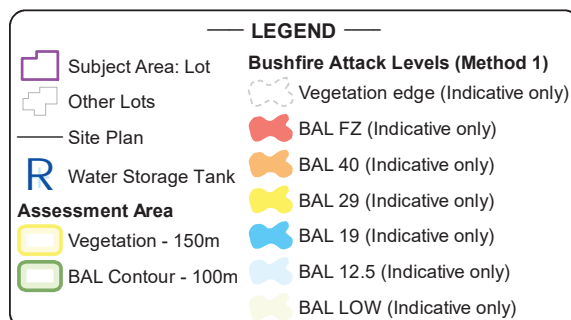 LEGEND
Subject Area: Lot
Other Lots
Site Plan
R Water Storage Tank
Assessment Area
Vegetation - 150m
BAL Contour - 100m
Bushfire Attack Levels (Method 1)
Vegetation edge (Indicative only)
BAL FZ (Indicative only)
BAL 40 (Indicative only)
BAL 29 (Indicative only)
BAL 19 (Indicative only)
BAL 12.5 (Indicative only)
BAL LOW (Indicative only)